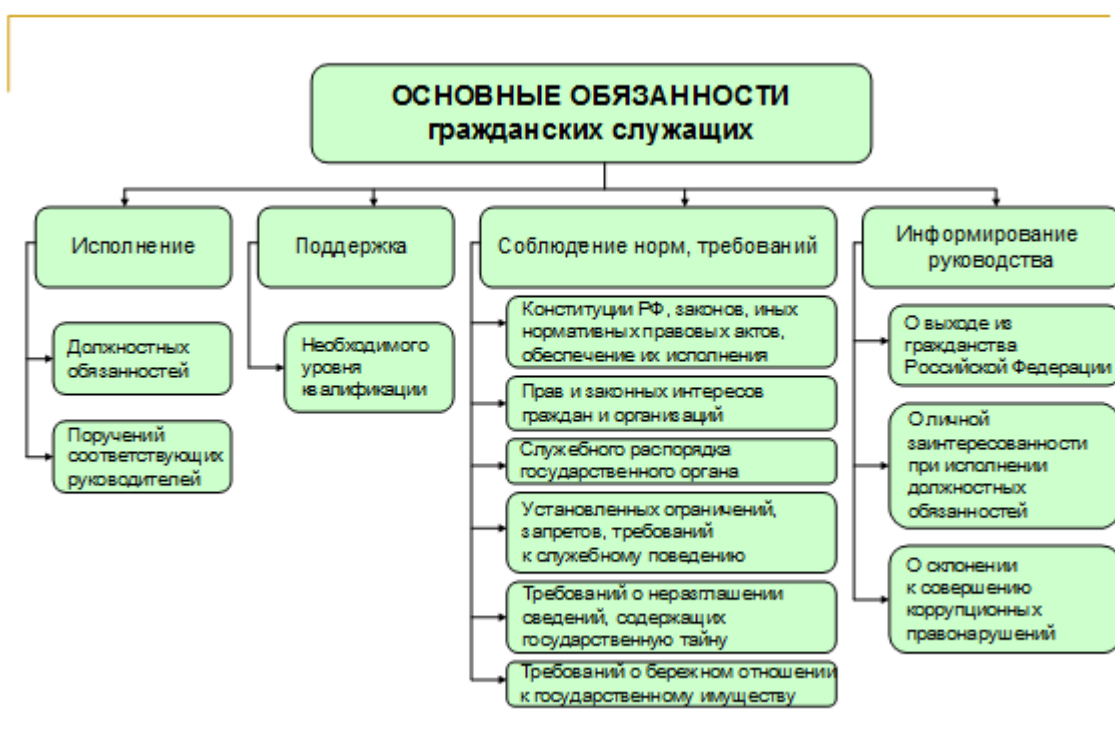 ОСНОВНЫЕ ОБЯЗАННОСТИ
гражданских служащих
Исполнение
Должностных
обязанностей
Поручений
соответствующих
руководителей
Поддержка
Необходимого
уровня
квалификации
Соблюдение норм, требований
Конституции РФ, законов, иных
нормативных правовых актов,
обеспечение их исполнения
Прав и законных интересов
граждан и организаций
Служебного распорядка
государственного органа
Установленных ограничений,
запретов, требований
к служебному поведению
Требований о неразглашении
сведений, содержащих
государственную тайну
Требований о бережном отношении
к государственному имуществу
Информирование
руководства
О выходе из
гражданства
Российской Федерации
О личной
заинтересованности
при исполнении
должностных
обязанностей
О склонении
к совершению
коррупционных
правонарушений